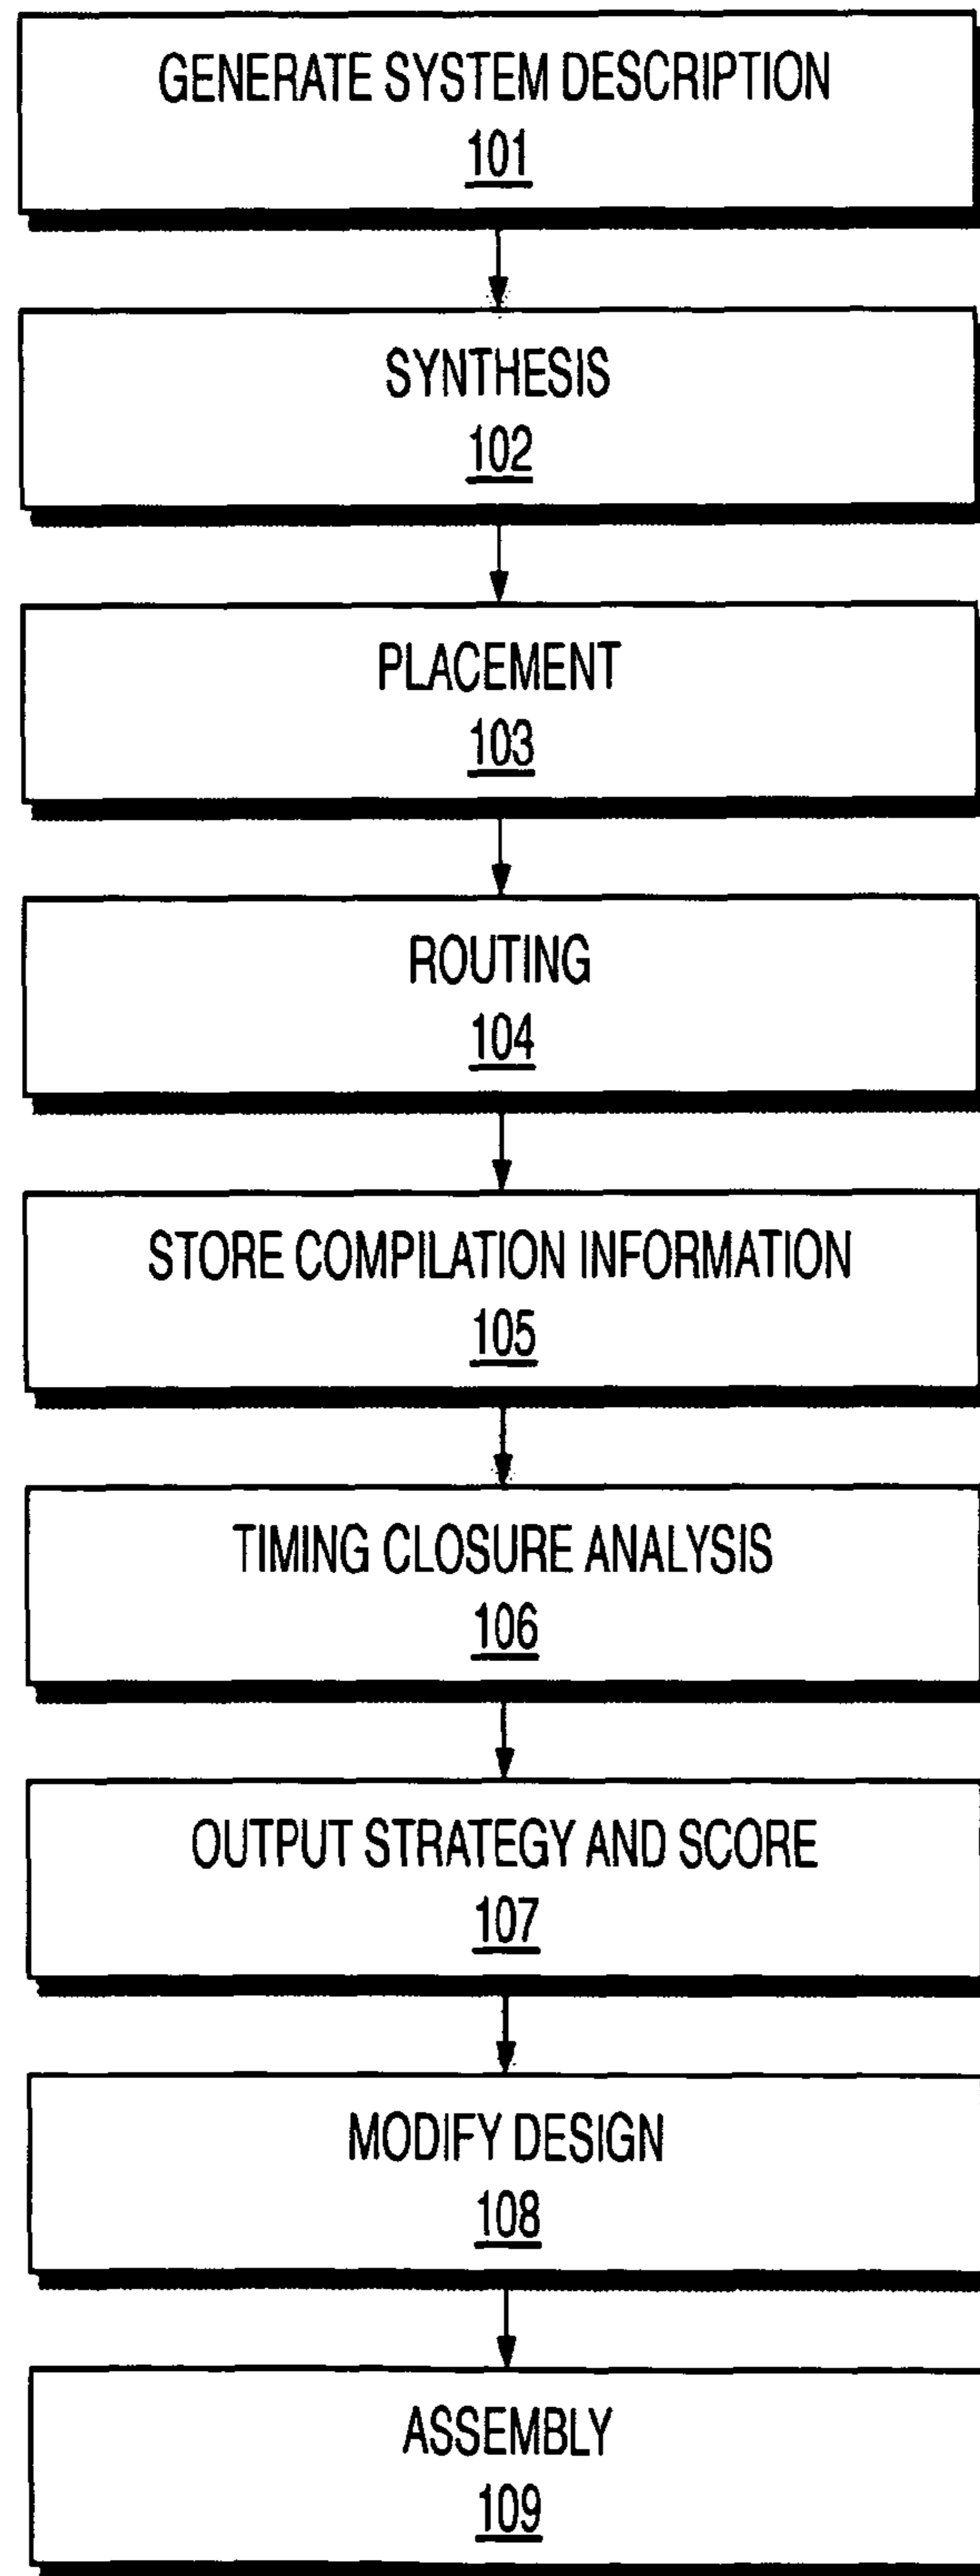 GENERATE SYSTEM DESCRIPTION
101
SYNTHESIS
102
PLACEMENT
103
ROUTING
104
STORE COMPILATION INFORMATION
105
TIMING CLOSURE ANALYSIS
106
OUTPUT STRATEGY AND SCORE
107
MODIFY DESIGN
108
ASSEMBLY
109